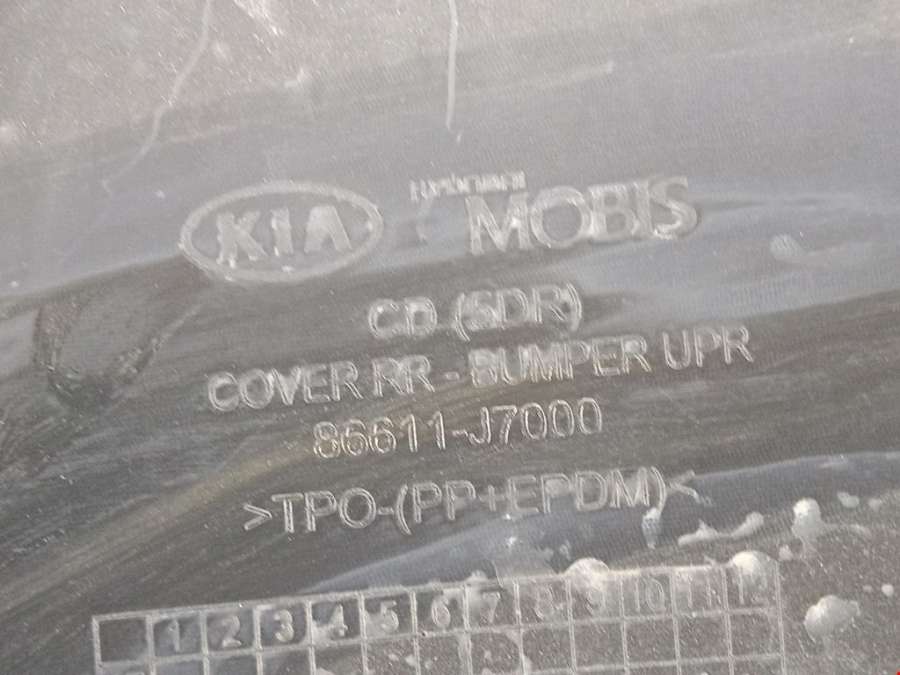 KIA MOBIS
CD (5DR)
COVER RR - BUMPER UPR
86611-J7000
>TPO-(PP+EPDM)<
1 2 3 4 5 6 7 8 9 10 11 12